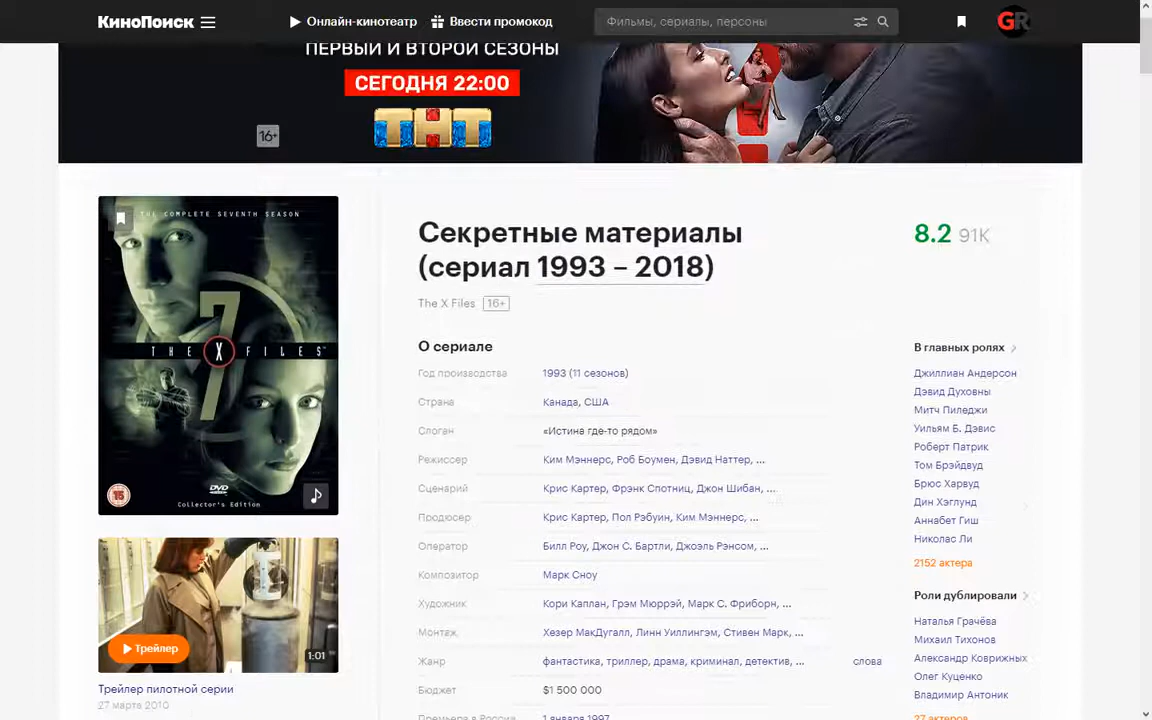 КиноПоиск
Онлайн-кинотеатр
Ввести промокод
Фильмы, сериалы, персоны
GR
ПЕРВЫЙ И ВТОРОЙ СЕЗОНЫ
СЕГОДНЯ 22:00
16+
ТНТ
THE COMPLETE SEVENTH SEASON
7
THE X FILES
15
DVD
Collector's Edition
Трейлер
1:01
Трейлер пилотной серии
27 марта 2010
Секретные материалы
(сериал 1993 – 2018)
The X Files 16+
8.2 91K
О сериале
Год производства 1993 (11 сезонов)
Страна Канада, США
Слоган «Истина где-то рядом»
Режиссер Ким Мэннерс, Роб Боумен, Дэвид Наттер, ...
Сценарий Крис Картер, Фрэнк Спотниц, Джон Шибан, ...
Продюсер Крис Картер, Пол Рэбуин, Ким Мэннерс, ...
Оператор Билл Роу, Джон С. Бартли, Джоэль Рэнсом, ...
Композитор Марк Сноу
Художник Кори Каплан, Грэм Мюррэй, Марк С. Фриборн, ...
Монтаж Хезер МакДугалл, Линн Уиллингэм, Стивен Марк, ...
Жанр фантастика, триллер, драма, криминал, детектив, ... слова
Бюджет $1 500 000
Премьера в России 1 января 1997
В главных ролях
Джиллиан Андерсон
Дэвид Духовны
Митч Пиледжи
Уильям Б. Дэвис
Роберт Патрик
Том Брэйдвуд
Брюс Харвуд
Дин Хэглунд
Аннабет Гиш
Николас Ли
2152 актера
Роли дублировали
Наталья Грачёва
Михаил Тихонов
Александр Коврижных
Олег Куценко
Владимир Антоник
27 актеров